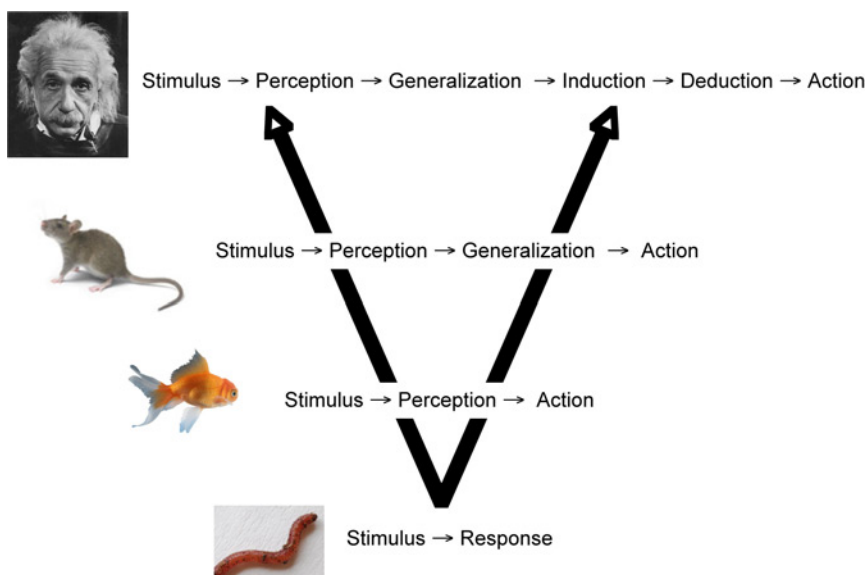 Stimulus → Perception → Generalization → Induction → Deduction → Action
Stimulus → Perception → Generalization → Action
Stimulus → Perception → Action
Stimulus → Response